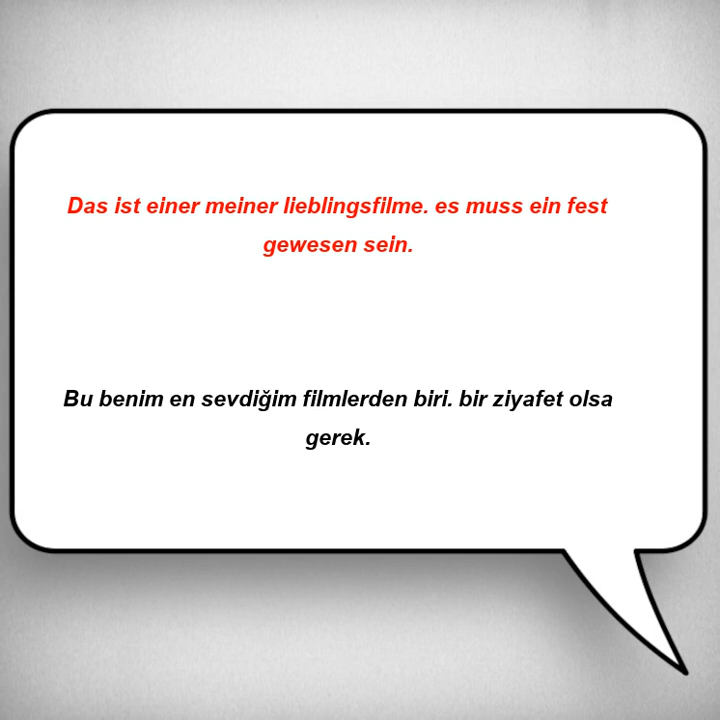 Das ist einer meiner lieblingsfilme. es muss ein fest
gewesen sein.
Bu benim en sevdiğim filmlerden biri. bir ziyafet olsa
gerek.